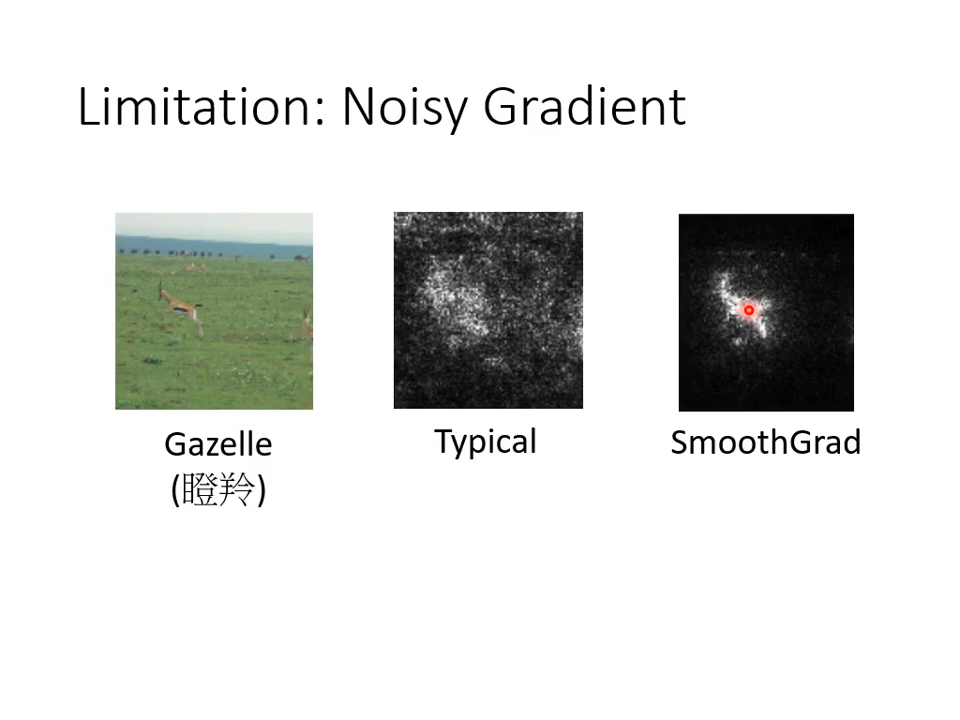 Limitation: Noisy Gradient
Gazelle
(瞪羚)
Typical
SmoothGrad